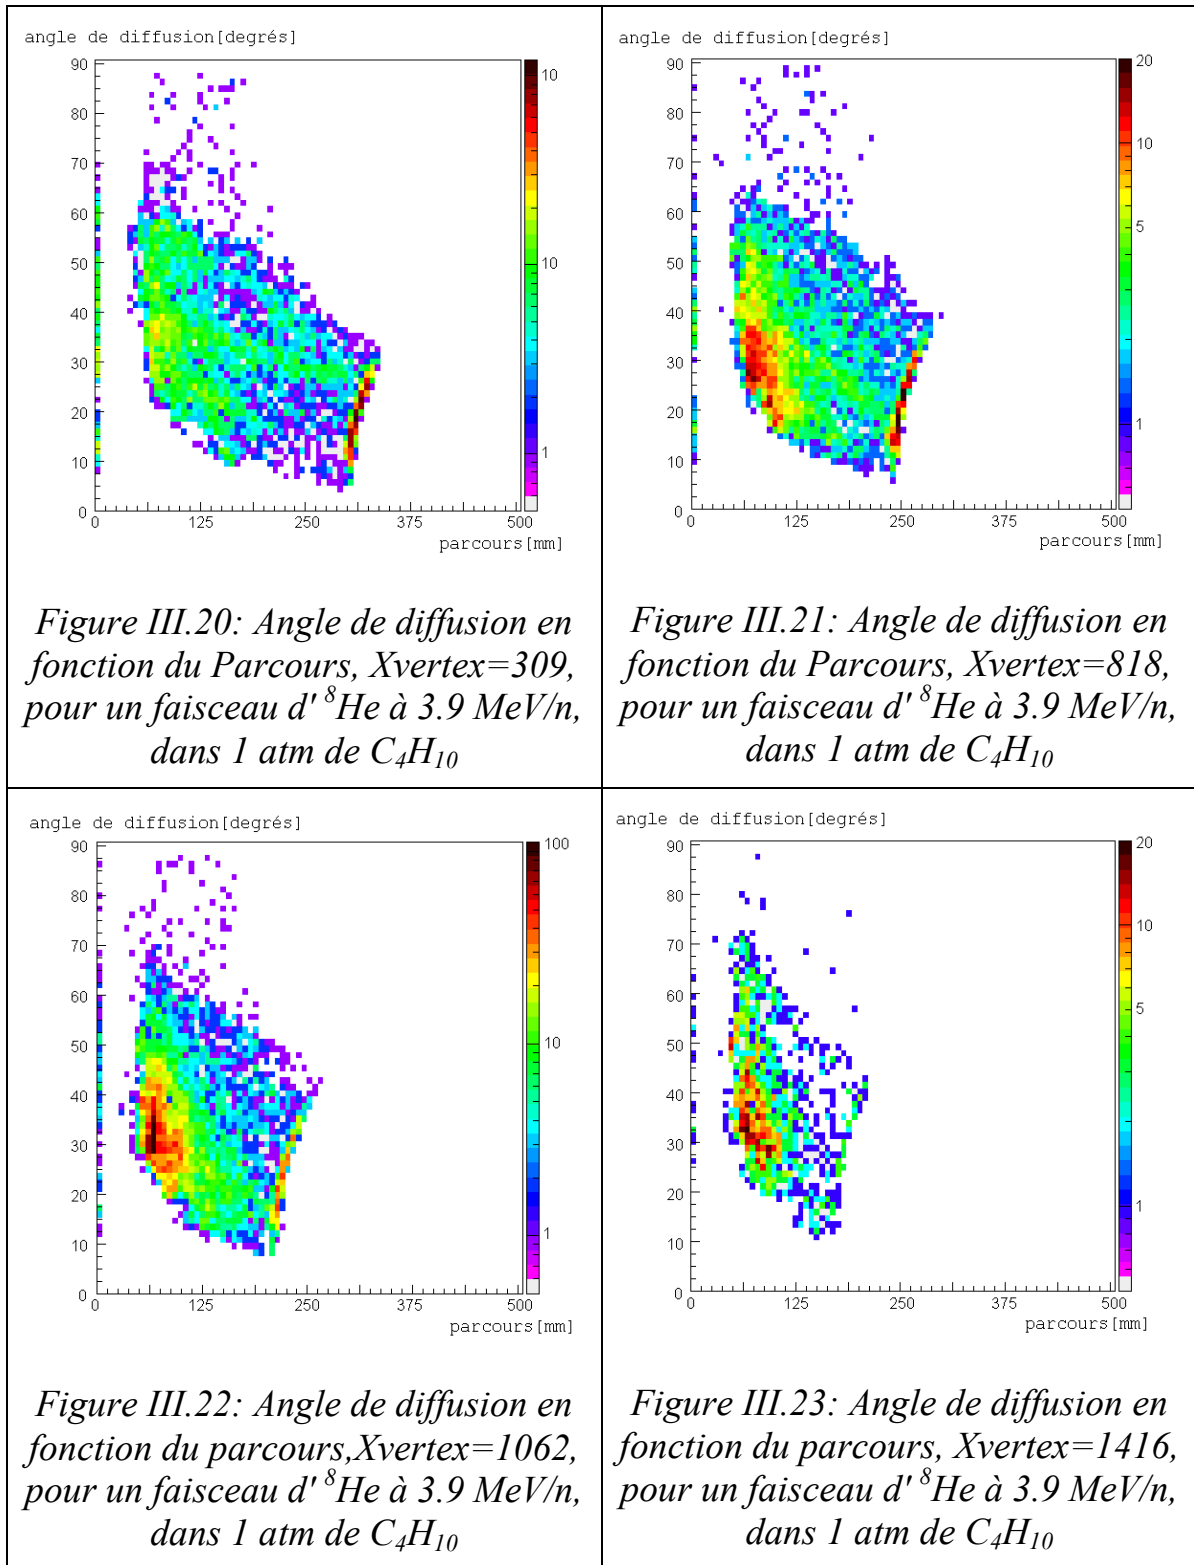 angle de diffusion[degrés]
90
80
70
60
50
40
30
20
10
0
0 125 250 375 500
parcours[mm]
10
10
1
Figure III.20: Angle de diffusion en
fonction du Parcours, Xvertex=309,
pour un faisceau d' ⁸He à 3.9 MeV/n,
dans 1 atm de C₄H₁₀
angle de diffusion[degrés]
90
80
70
60
50
40
30
20
10
0
0 125 250 375 500
parcours[mm]
20
10
5
1
Figure III.21: Angle de diffusion en
fonction du Parcours, Xvertex=818,
pour un faisceau d' ⁸He à 3.9 MeV/n,
dans 1 atm de C₄H₁₀
angle de diffusion[degrés]
90
80
70
60
50
40
30
20
10
0
0 125 250 375 500
parcours[mm]
100
10
1
Figure III.22: Angle de diffusion en
fonction du parcours,Xvertex=1062,
pour un faisceau d' ⁸He à 3.9 MeV/n,
dans 1 atm de C₄H₁₀
angle de diffusion[degrés]
90
80
70
60
50
40
30
20
10
0
0 125 250 375 500
parcours[mm]
20
10
5
1
Figure III.23: Angle de diffusion en
fonction du parcours, Xvertex=1416,
pour un faisceau d' ⁸He à 3.9 MeV/n,
dans 1 atm de C₄H₁₀